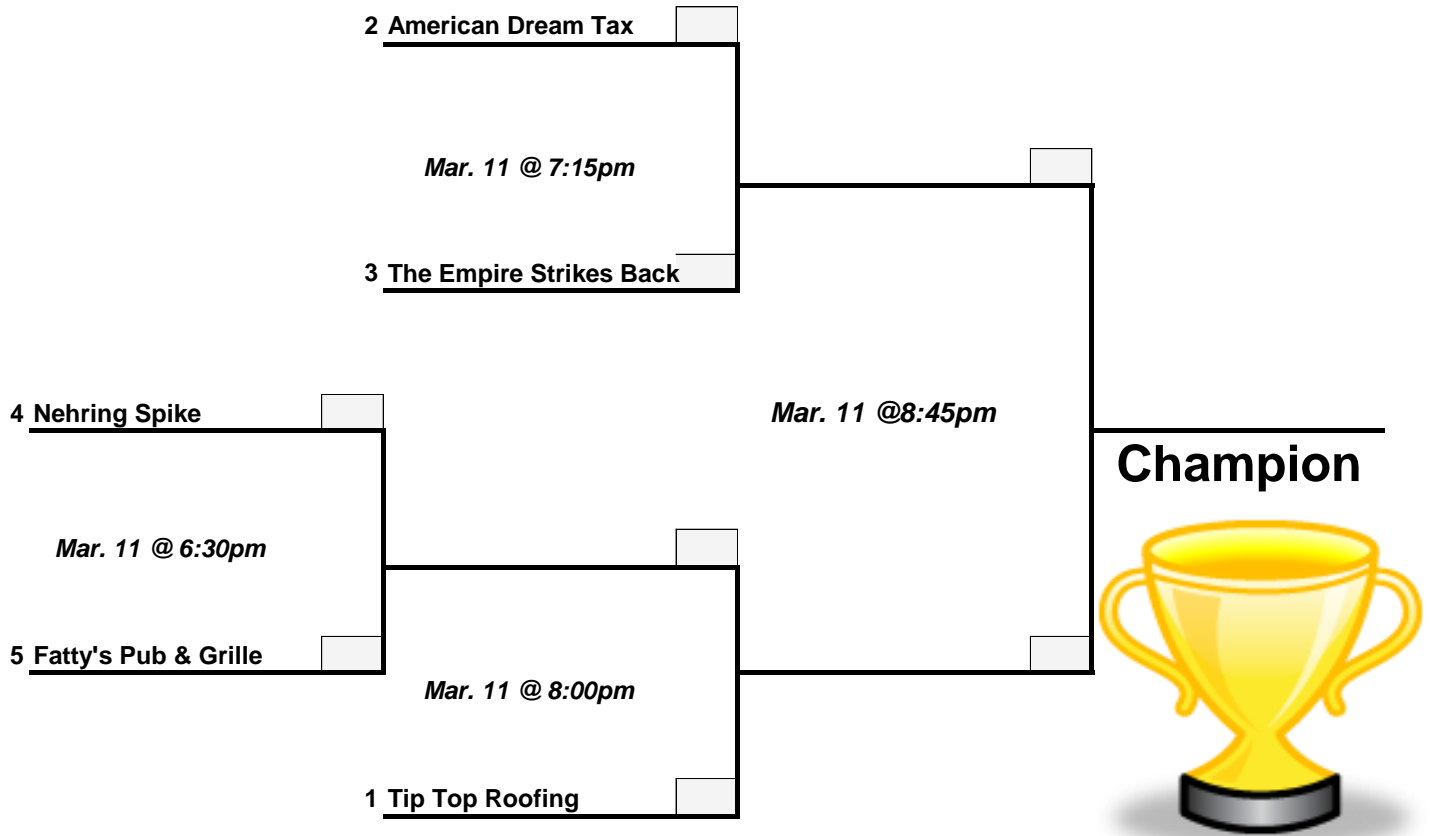 2 American Dream Tax
Mar. 11 @ 7:15pm
3 The Empire Strikes Back
4 Nehring Spike
Mar. 11 @8:45pm
Champion
Mar. 11 @ 6:30pm
5 Fatty's Pub & Grille
Mar. 11 @ 8:00pm
1 Tip Top Roofing